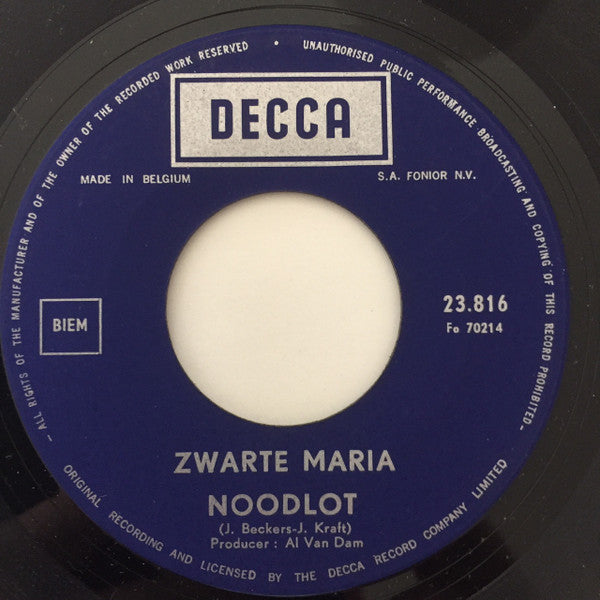 —ALL RIGHTS OF THE MANUFACTURER AND OF THE OWNER OF THE RECORDED WORK RESERVED • UNAUTHORISED PUBLIC PERFORMANCE BROADCASTING AND COPYING OF THIS RECORD PROHIBITED—
DECCA
MADE IN BELGIUM
S.A. FONIOR N.V.
BIEM
23.816
Fo 70214
ZWARTE MARIA
NOODLOT
(J. Beckers-J. Kraft)
Producer : Al Van Dam
ORIGINAL RECORDING AND LICENSED BY THE DECCA RECORD COMPANY LIMITED